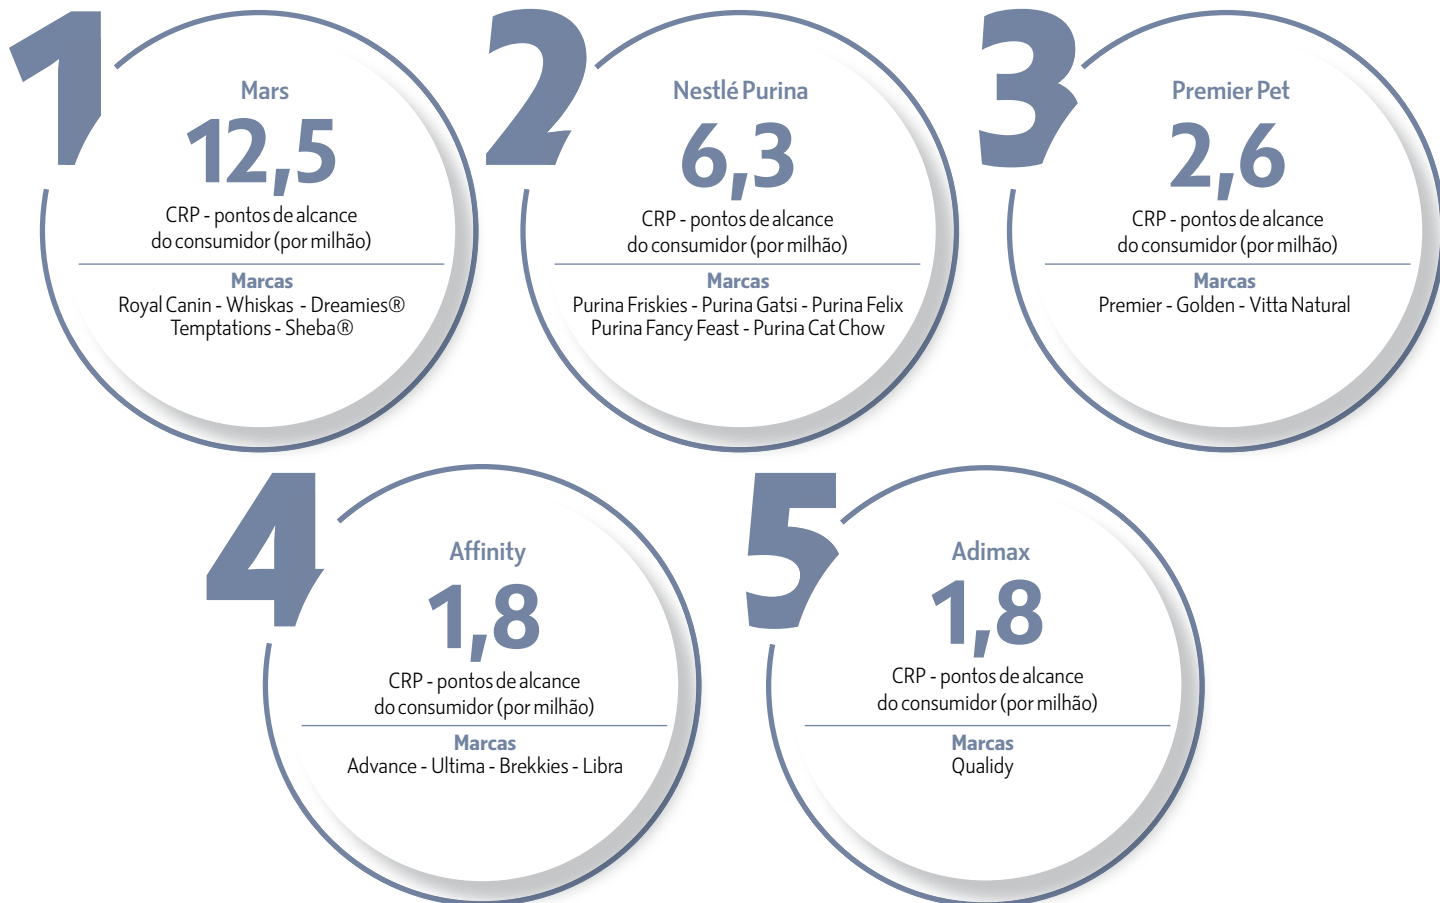 1
Mars
12,5
CRP - pontos de alcance
do consumidor (por milhão)
Marcas
Royal Canin - Whiskas - Dreamies®
Temptations - Sheba®
2
Nestlé Purina
6,3
CRP - pontos de alcance
do consumidor (por milhão)
Marcas
Purina Friskies - Purina Gatsi - Purina Felix
Purina Fancy Feast - Purina Cat Chow
3
Premier Pet
2,6
CRP - pontos de alcance
do consumidor (por milhão)
Marcas
Premier - Golden - Vitta Natural
4
Affinity
1,8
CRP - pontos de alcance
do consumidor (por milhão)
Marcas
Advance - Ultima - Brekkies - Libra
5
Adimax
1,8
CRP - pontos de alcance
do consumidor (por milhão)
Marcas
Qualidy